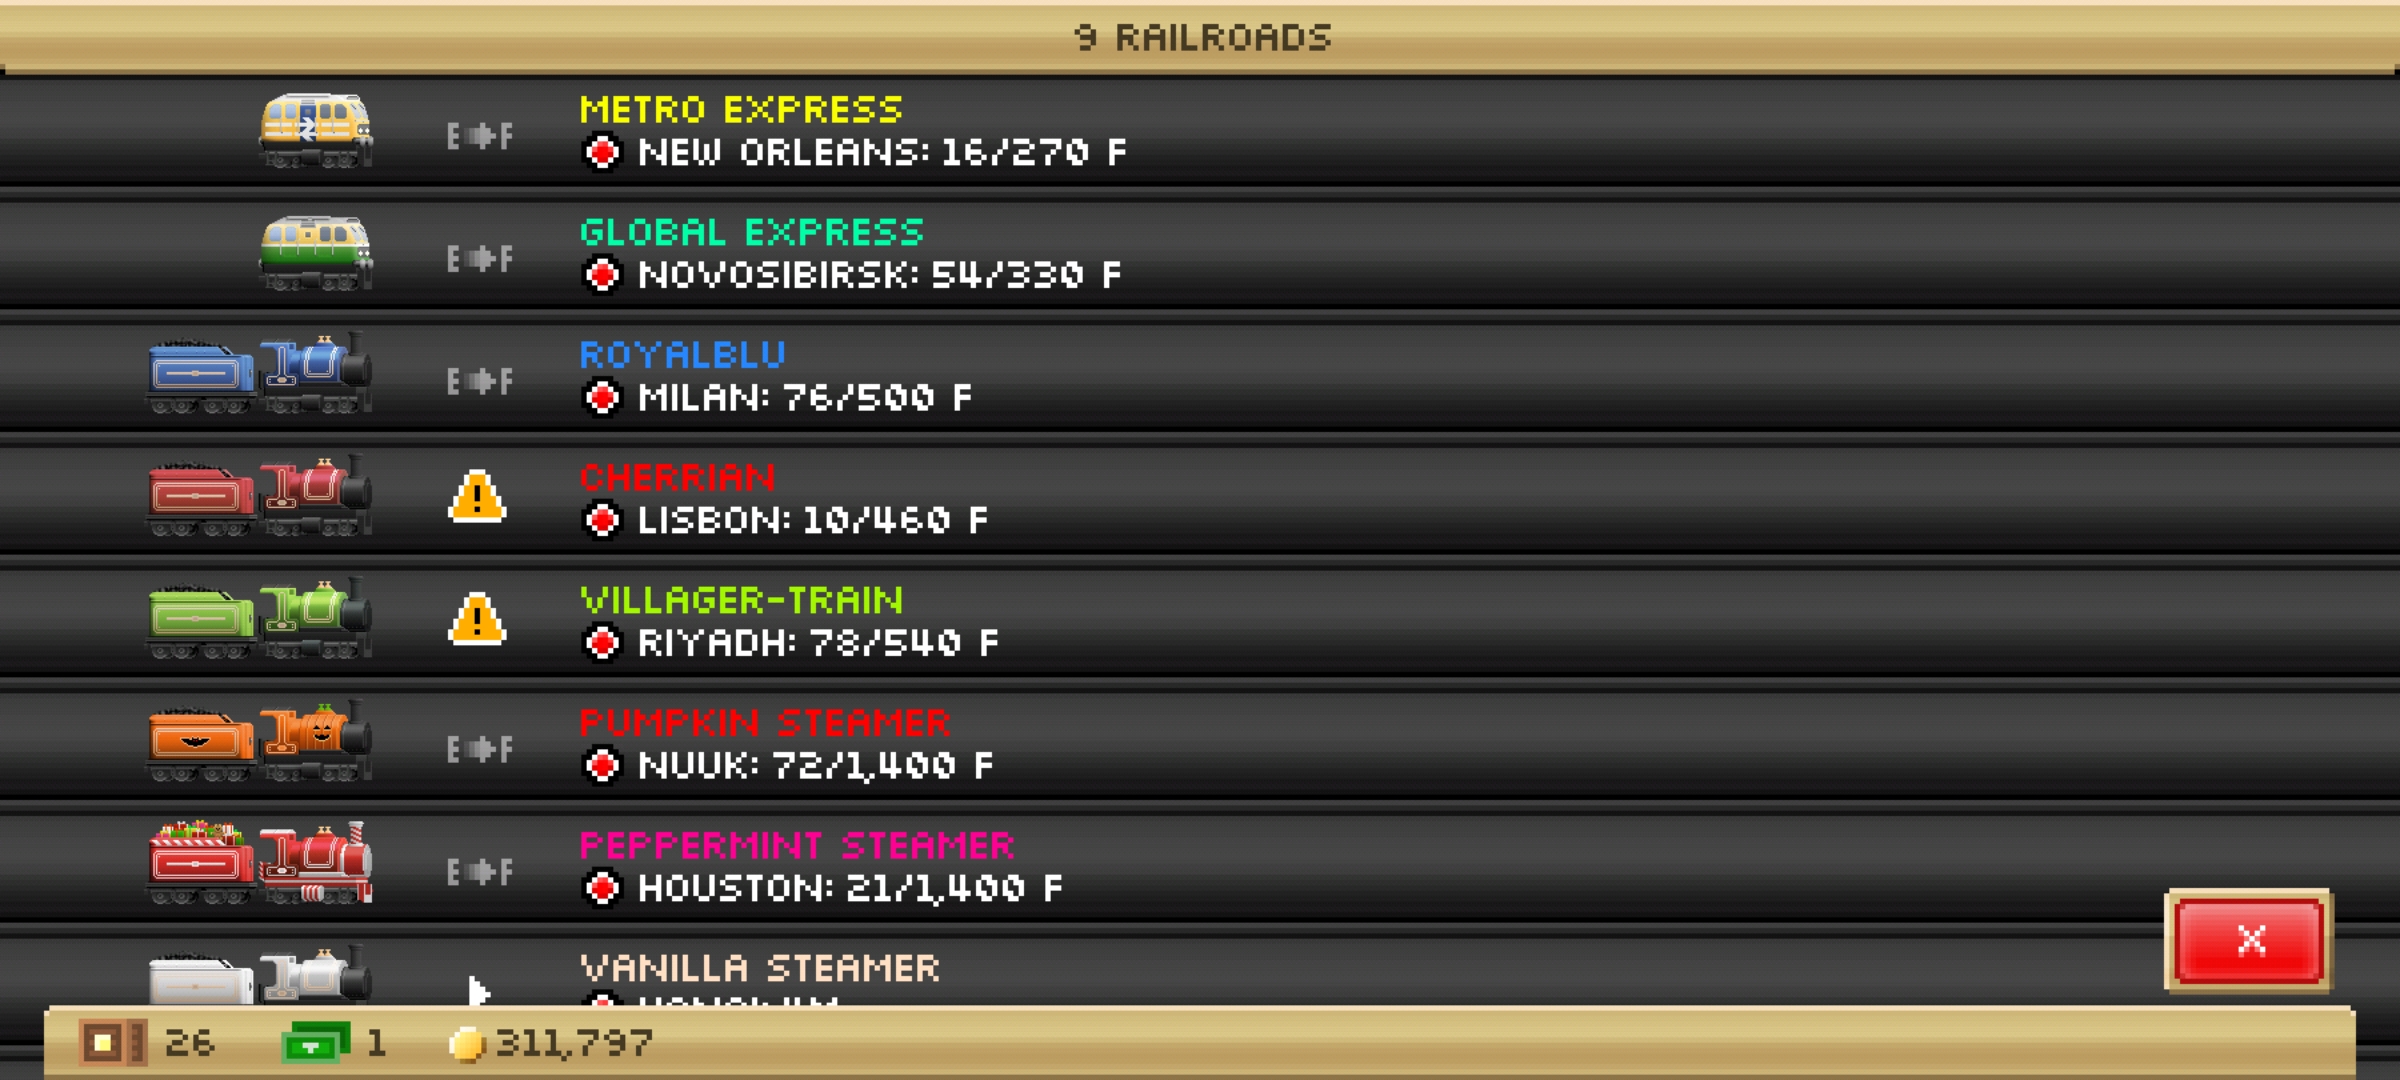 9 RAILROADS
METRO EXPRESS
E F NEW ORLEANS: 16/270 F
GLOBAL EXPRESS
E F NOVOSIBIRSK: 54/330 F
ROYALBLU
E F MILAN: 76/500 F
CHERRIAN
LISBON: 10/460 F
VILLAGER-TRAIN
RIYADH: 78/540 F
PUMPKIN STEAMER
E F NUUK: 72/1,400 F
PEPPERMINT STEAMER
E F HOUSTON: 21/1,400 F
VANILLA STEAMER
X
26 1 311,797